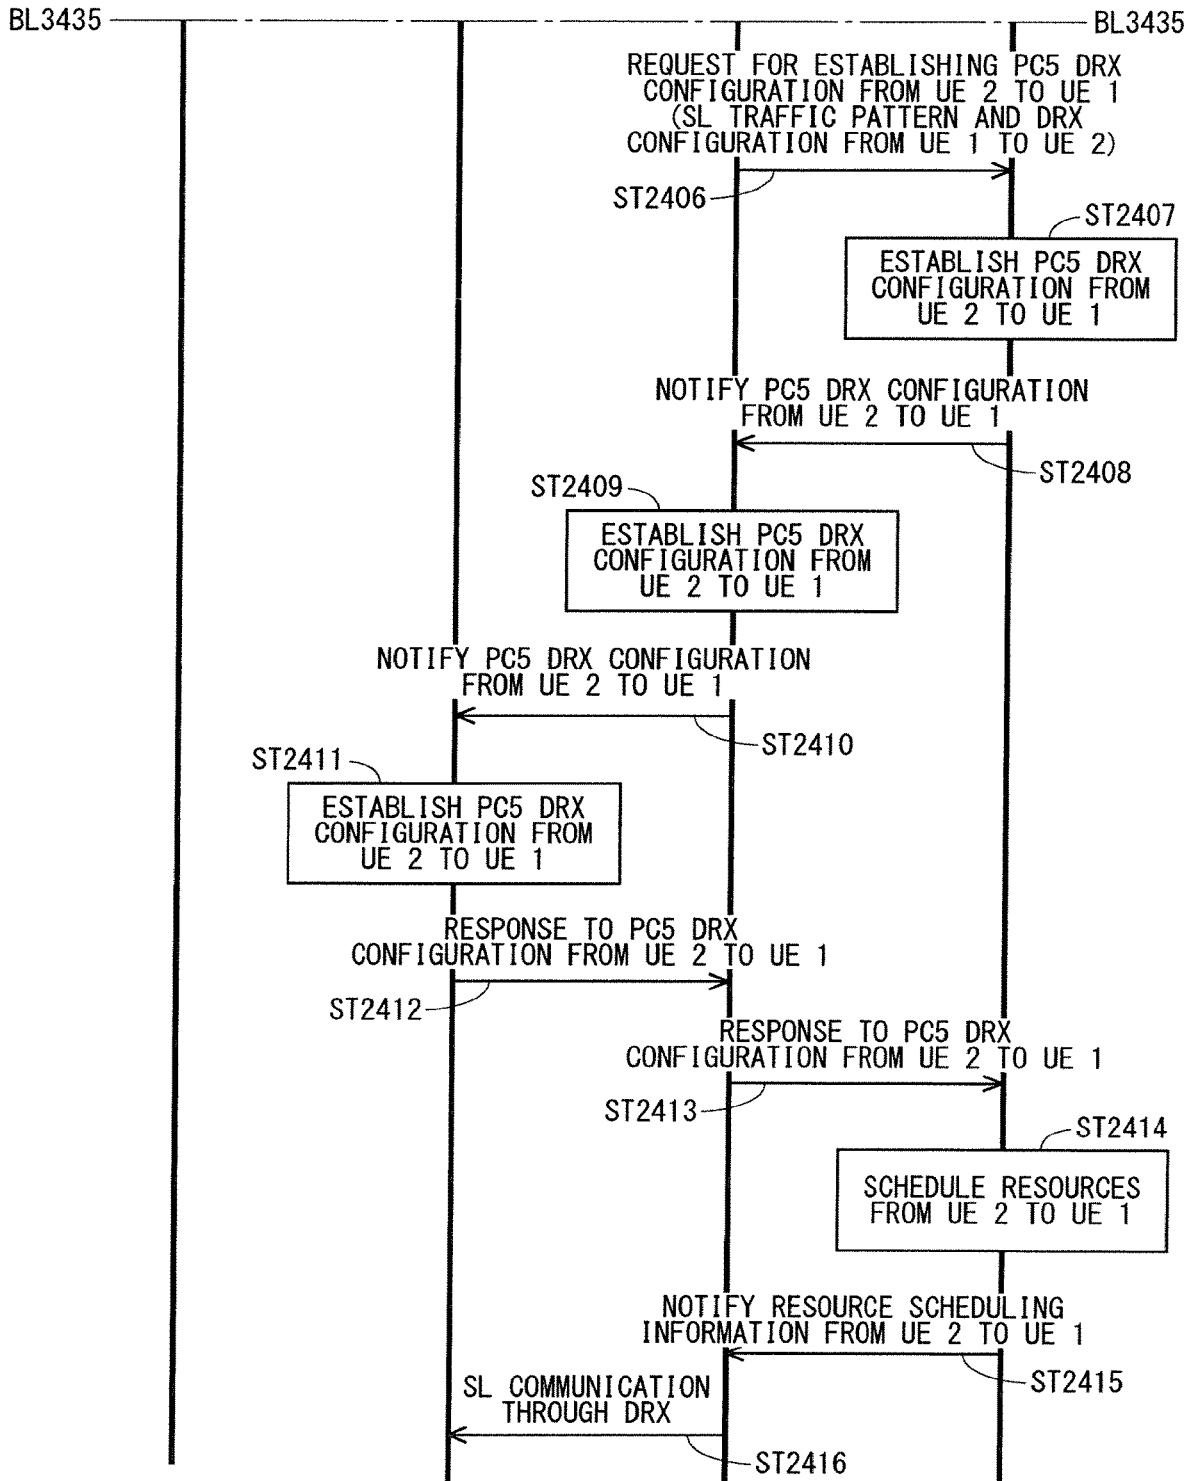 BL3435
BL3435
REQUEST FOR ESTABLISHING PC5 DRX
CONFIGURATION FROM UE 2 TO UE 1
(SL TRAFFIC PATTERN AND DRX
CONFIGURATION FROM UE 1 TO UE 2)
ST2406
ST2407
ESTABLISH PC5 DRX
CONFIGURATION FROM
UE 2 TO UE 1
NOTIFY PC5 DRX CONFIGURATION
FROM UE 2 TO UE 1
ST2408
ST2409
ESTABLISH PC5 DRX
CONFIGURATION FROM
UE 2 TO UE 1
NOTIFY PC5 DRX CONFIGURATION
FROM UE 2 TO UE 1
ST2410
ST2411
ESTABLISH PC5 DRX
CONFIGURATION FROM
UE 2 TO UE 1
RESPONSE TO PC5 DRX
CONFIGURATION FROM UE 2 TO UE 1
ST2412
RESPONSE TO PC5 DRX
CONFIGURATION FROM UE 2 TO UE 1
ST2413
ST2414
SCHEDULE RESOURCES
FROM UE 2 TO UE 1
NOTIFY RESOURCE SCHEDULING
INFORMATION FROM UE 2 TO UE 1
ST2415
SL COMMUNICATION
THROUGH DRX
ST2416